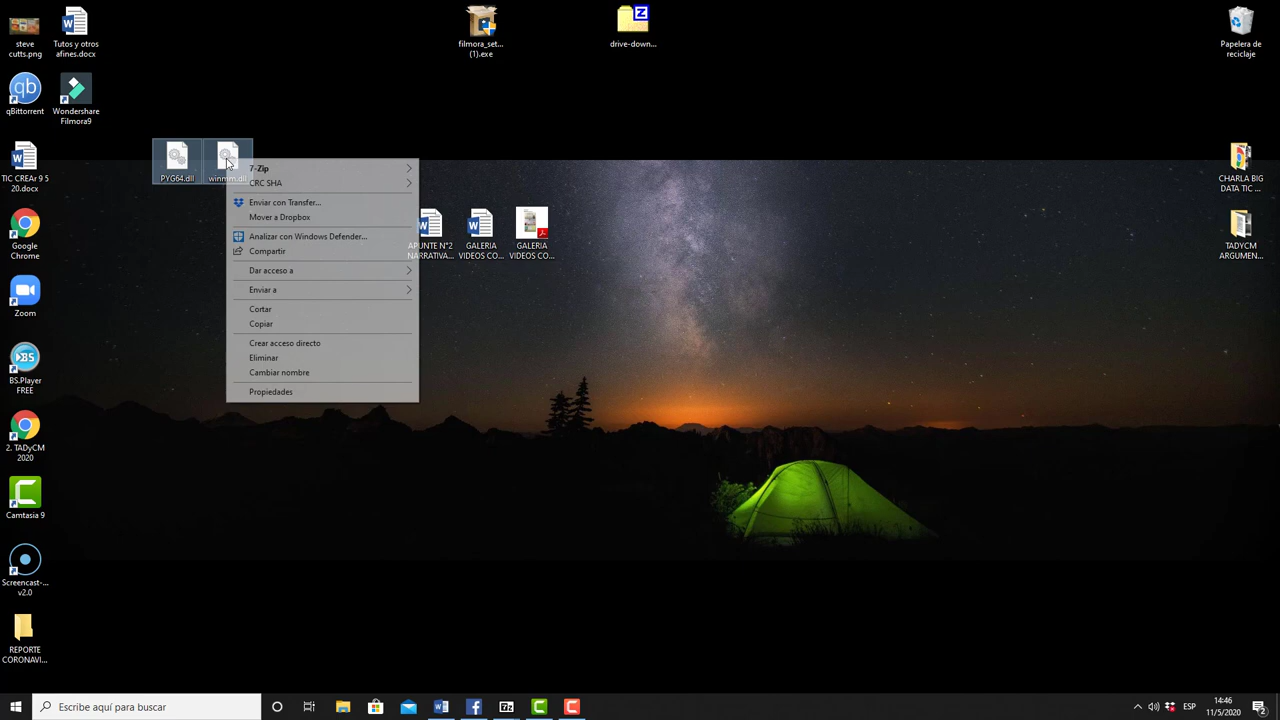 steve
cutts.png
Tutos y otros
afines.docx
filmora_set...
(1).exe
drive-down...
Papelera de
reciclaje
qBittorrent
Wondershare
Filmora9
TIC CREAr 9 5
20.docx
PYG64.dll
winmm.dll
CHARLA BIG
DATA TIC ...
Google
Chrome
APUNTE N°2
NARRATIVA...
GALERIA
VIDEOS CO...
GALERIA
VIDEOS CO...
TADYCM
ARGUMEN...
7-Zip
CRC SHA
Enviar con Transfer...
Mover a Dropbox
Analizar con Windows Defender...
Compartir
Dar acceso a
Enviar a
Cortar
Copiar
Crear acceso directo
Eliminar
Cambiar nombre
Propiedades
Zoom
BS.Player
FREE
2. TADyCM
2020
Camtasia 9
Screencast-...
v2.0
REPORTE
CORONAVI...
Escribe aquí para buscar
ESP
14:46
11/5/2020